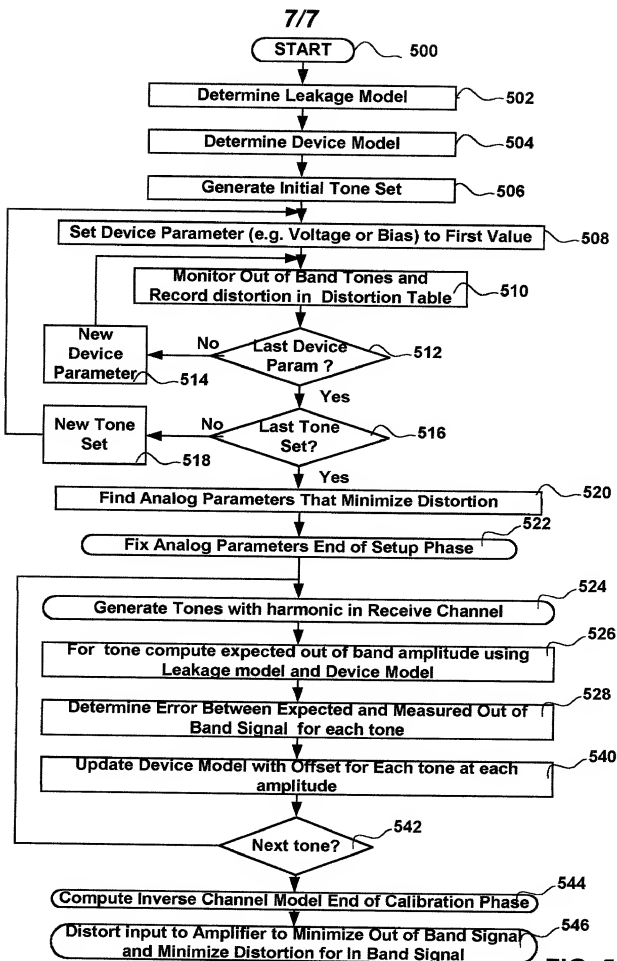 7/7
START
500
Determine Leakage Model
502
Determine Device Model
504
Generate Initial Tone Set
506
Set Device Parameter (e.g. Voltage or Bias) to First Value
508
Monitor Out of Band Tones and
Record distortion in Distortion Table
510
Last Device
Param ?
512
No
New
Device
Parameter
514
Yes
Last Tone
Set?
516
No
New Tone
Set
518
Yes
Find Analog Parameters That Minimize Distortion
520
Fix Analog Parameters End of Setup Phase
522
Generate Tones with harmonic in Receive Channel
524
For tone compute expected out of band amplitude using
Leakage model and Device Model
526
Determine Error Between Expected and Measured Out of
Band Signal for each tone
528
Update Device Model with Offset for Each tone at each
amplitude
540
Next tone?
542
Compute Inverse Channel Model End of Calibration Phase
544
Distort input to Amplifier to Minimize Out of Band Signal
and Minimize Distortion for In Band Signal
546